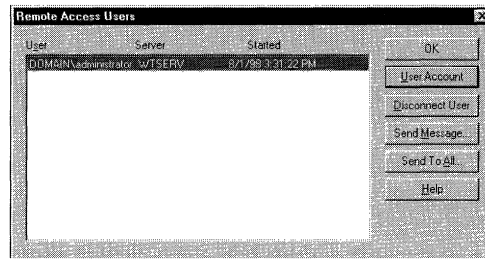 Remote Access Users
User Server Started
DOMAIN\administrator WTSERV 8/1/98 3:31:22 PM
OK
User Account
Disconnect User
Send Message...
Send To All...
Help